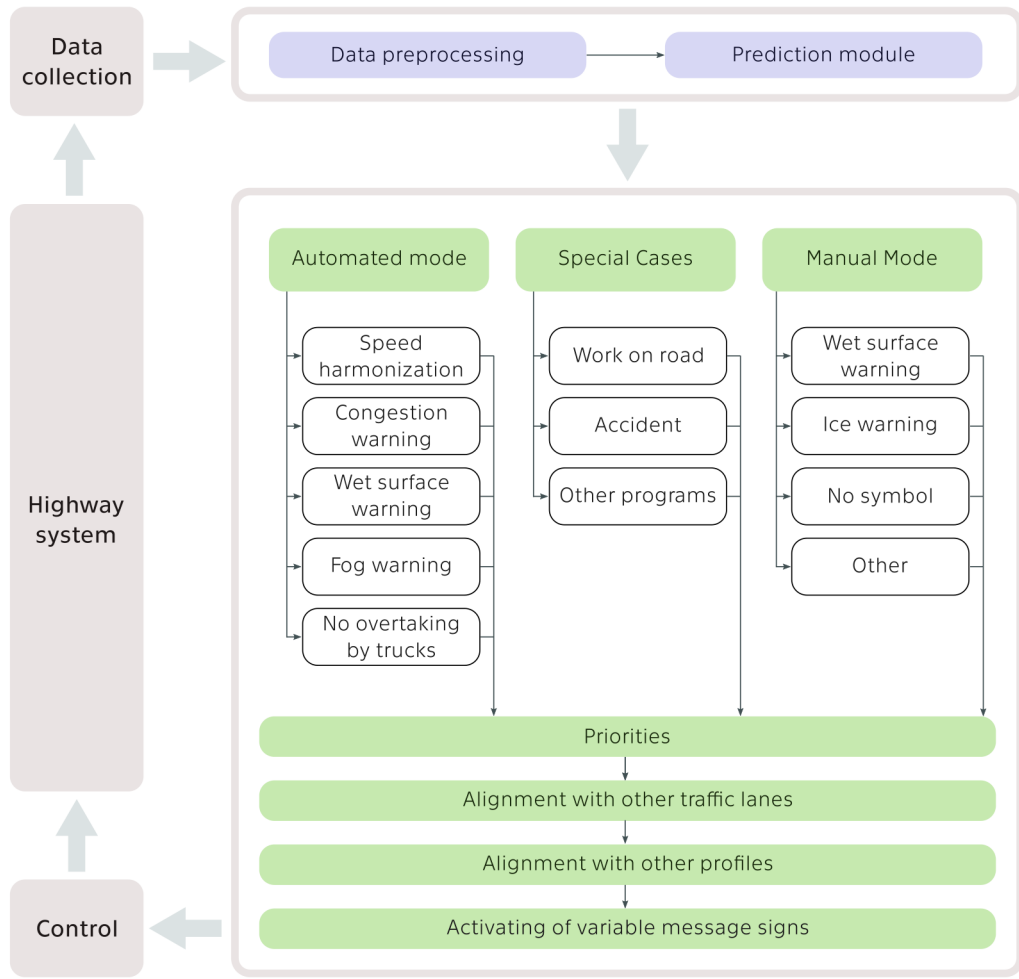 Data
collection
Data preprocessing
Prediction module
Highway
system
Control
Automated mode
Speed
harmonization
Congestion
warning
Wet surface
warning
Fog warning
No overtaking
by trucks
Special Cases
Work on road
Accident
Other programs
Manual Mode
Wet surface
warning
Ice warning
No symbol
Other
Priorities
Alignment with other traffic lanes
Alignment with other profiles
Activating of variable message signs